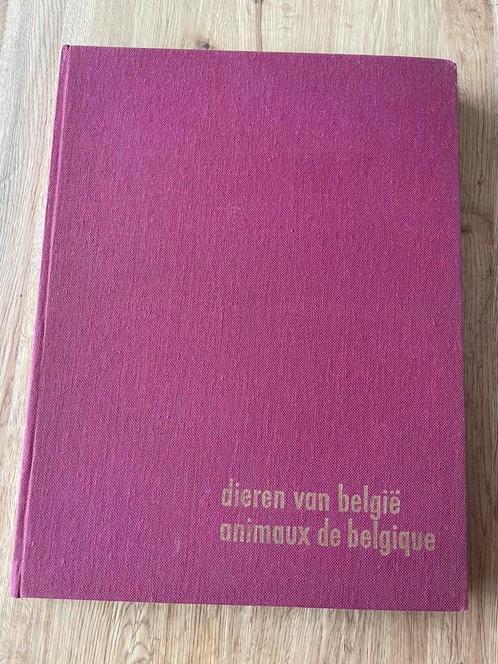 dieren van belgië
animaux de belgique